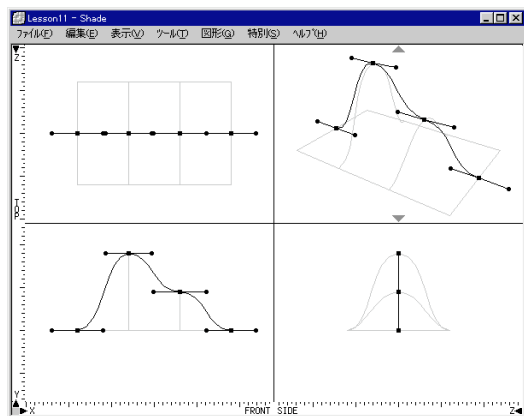 Lesson11 - Shade
ファイル(F) 編集(E) 表示(V) ツール(T) 図形(G) 特別(S) ヘルプ(H)
Z
TOP
Y
X
FRONT
SIDE
Z